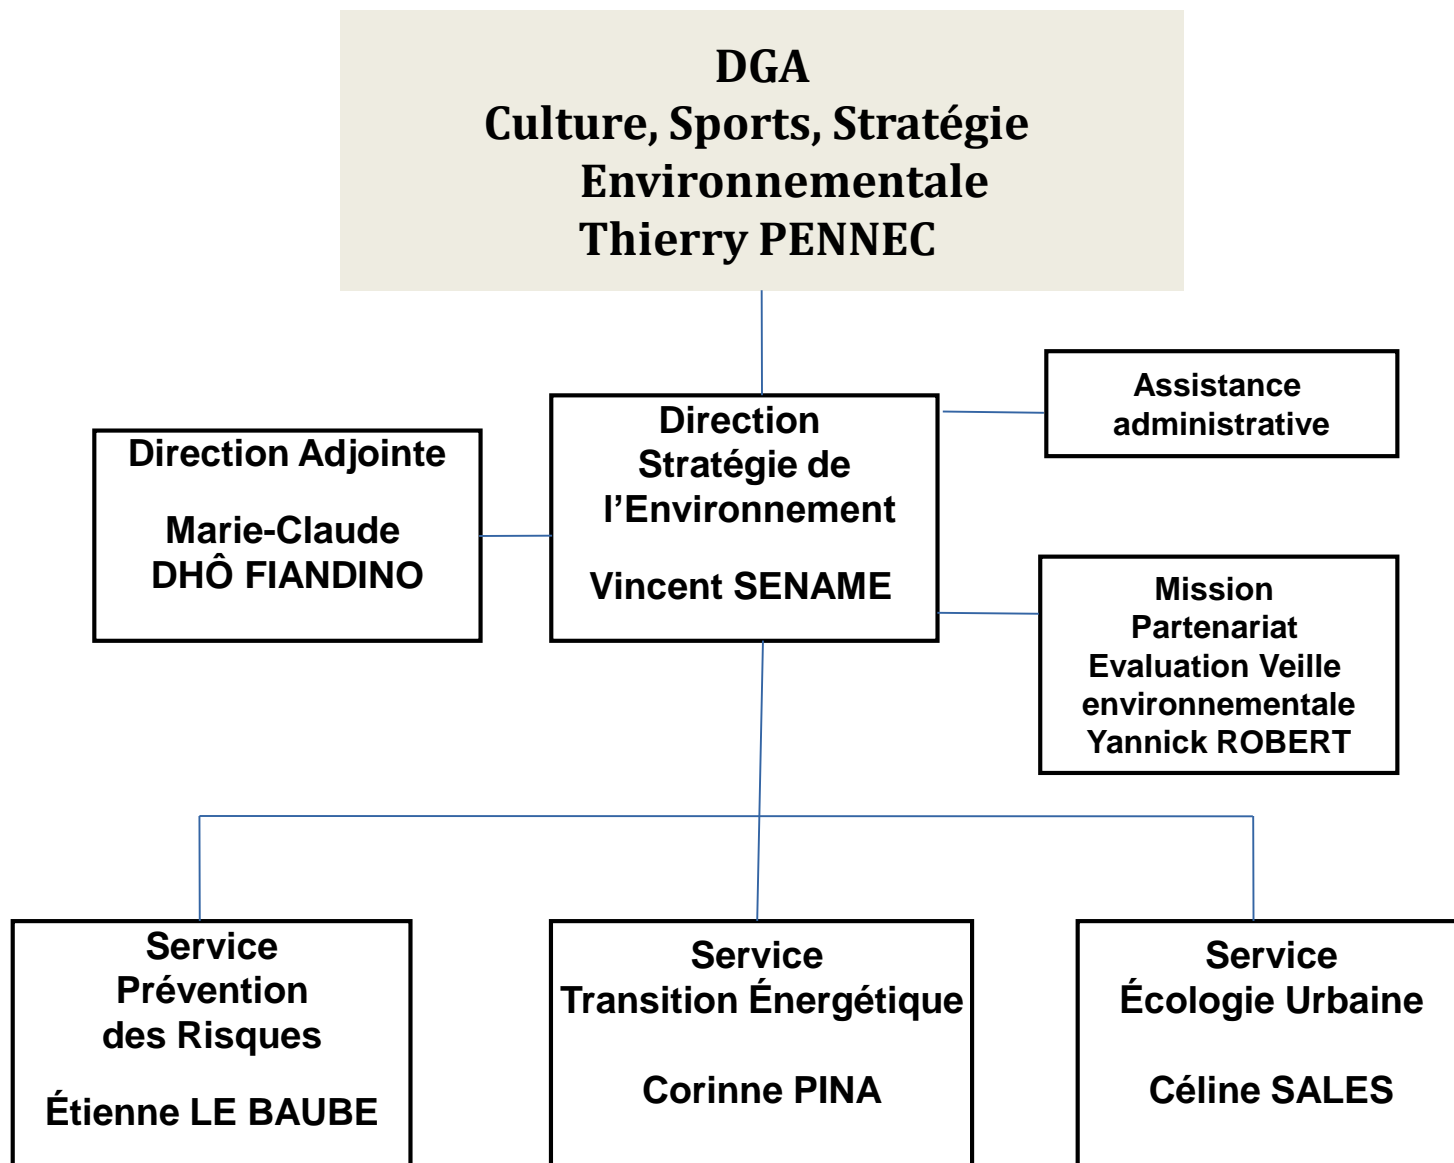 DGA
Culture, Sports, Stratégie
Environnementale
Thierry PENNEC
Assistance
administrative
Direction Adjointe
Marie-Claude
DHÔ FIANDINO
Direction
Stratégie de
l’Environnement
Vincent SENAME
Mission
Partenariat
Evaluation Veille
environnementale
Yannick ROBERT
Service
Prévention
des Risques
Étienne LE BAUBE
Service
Transition Énergétique
Corinne PINA
Service
Écologie Urbaine
Céline SALES